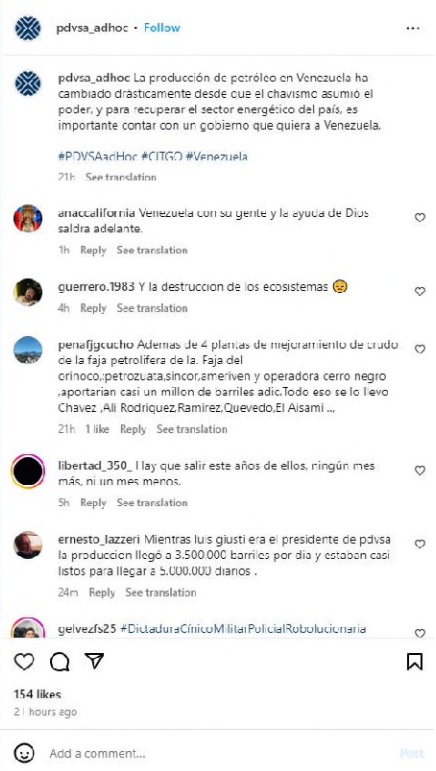 pdvsa_adhoc • Follow
pdvsa_adhoc La producción de petróleo en Venezuela ha
cambiado drásticamente desde que el chavismo asumió el
poder, y para recuperar el sector energético del país, es
importante contar con un gobierno que quiera a Venezuela.
#PDVSAadHoc #CITGO #Venezuela
21h See translation
anaccalifornia Venezuela con su gente y la ayuda de Dios
saldra adelante.
1h Reply See translation
guerrero.1983 Y la destruccion de los ecosistemas 😞
4h Reply See translation
penafjgcucho Ademas de 4 plantas de mejoramiento de crudo
de la faja petrolifera de la. Faja del
orinoco,:petrozuata,sincor,ameriven y operadora cerro negro
,aportarian casi un millon de barriles adic.Todo eso se lo llevo
Chavez ,Ali Rodriquez,Ramirez,Quevedo,El Aisami ..,
21h 1 like Reply See translation
libertad_350_ Hay que salir este años de ellos, ningún mes
más, ni un mes menos.
5h Reply See translation
ernesto_lazzeri Mientras luis giusti era el presidente de pdvsa
la produccion llegó a 3.500.000 barriles por dia y estaban casi
listos para llegar a 5.000.000 diarios .
24m Reply See translation
gelvezfs25 #DictaduraCínicoMilitarPolicialRobolucionaria
154 likes
21 hours ago
Add a comment...
Post